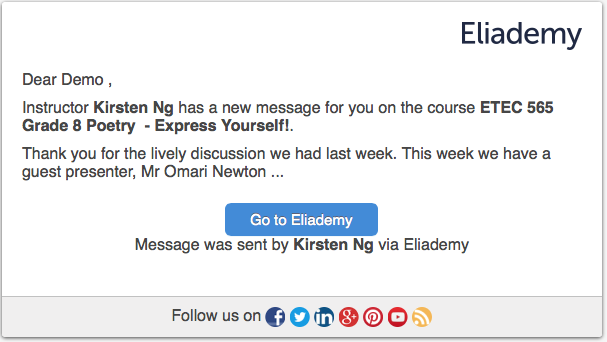 Eliademy
Dear Demo ,
Instructor Kirsten Ng has a new message for you on the course ETEC 565
Grade 8 Poetry  - Express Yourself!.
Thank you for the lively discussion we had last week. This week we have a
guest presenter, Mr Omari Newton ...
Go to Eliademy
Message was sent by Kirsten Ng via Eliademy
Follow us on